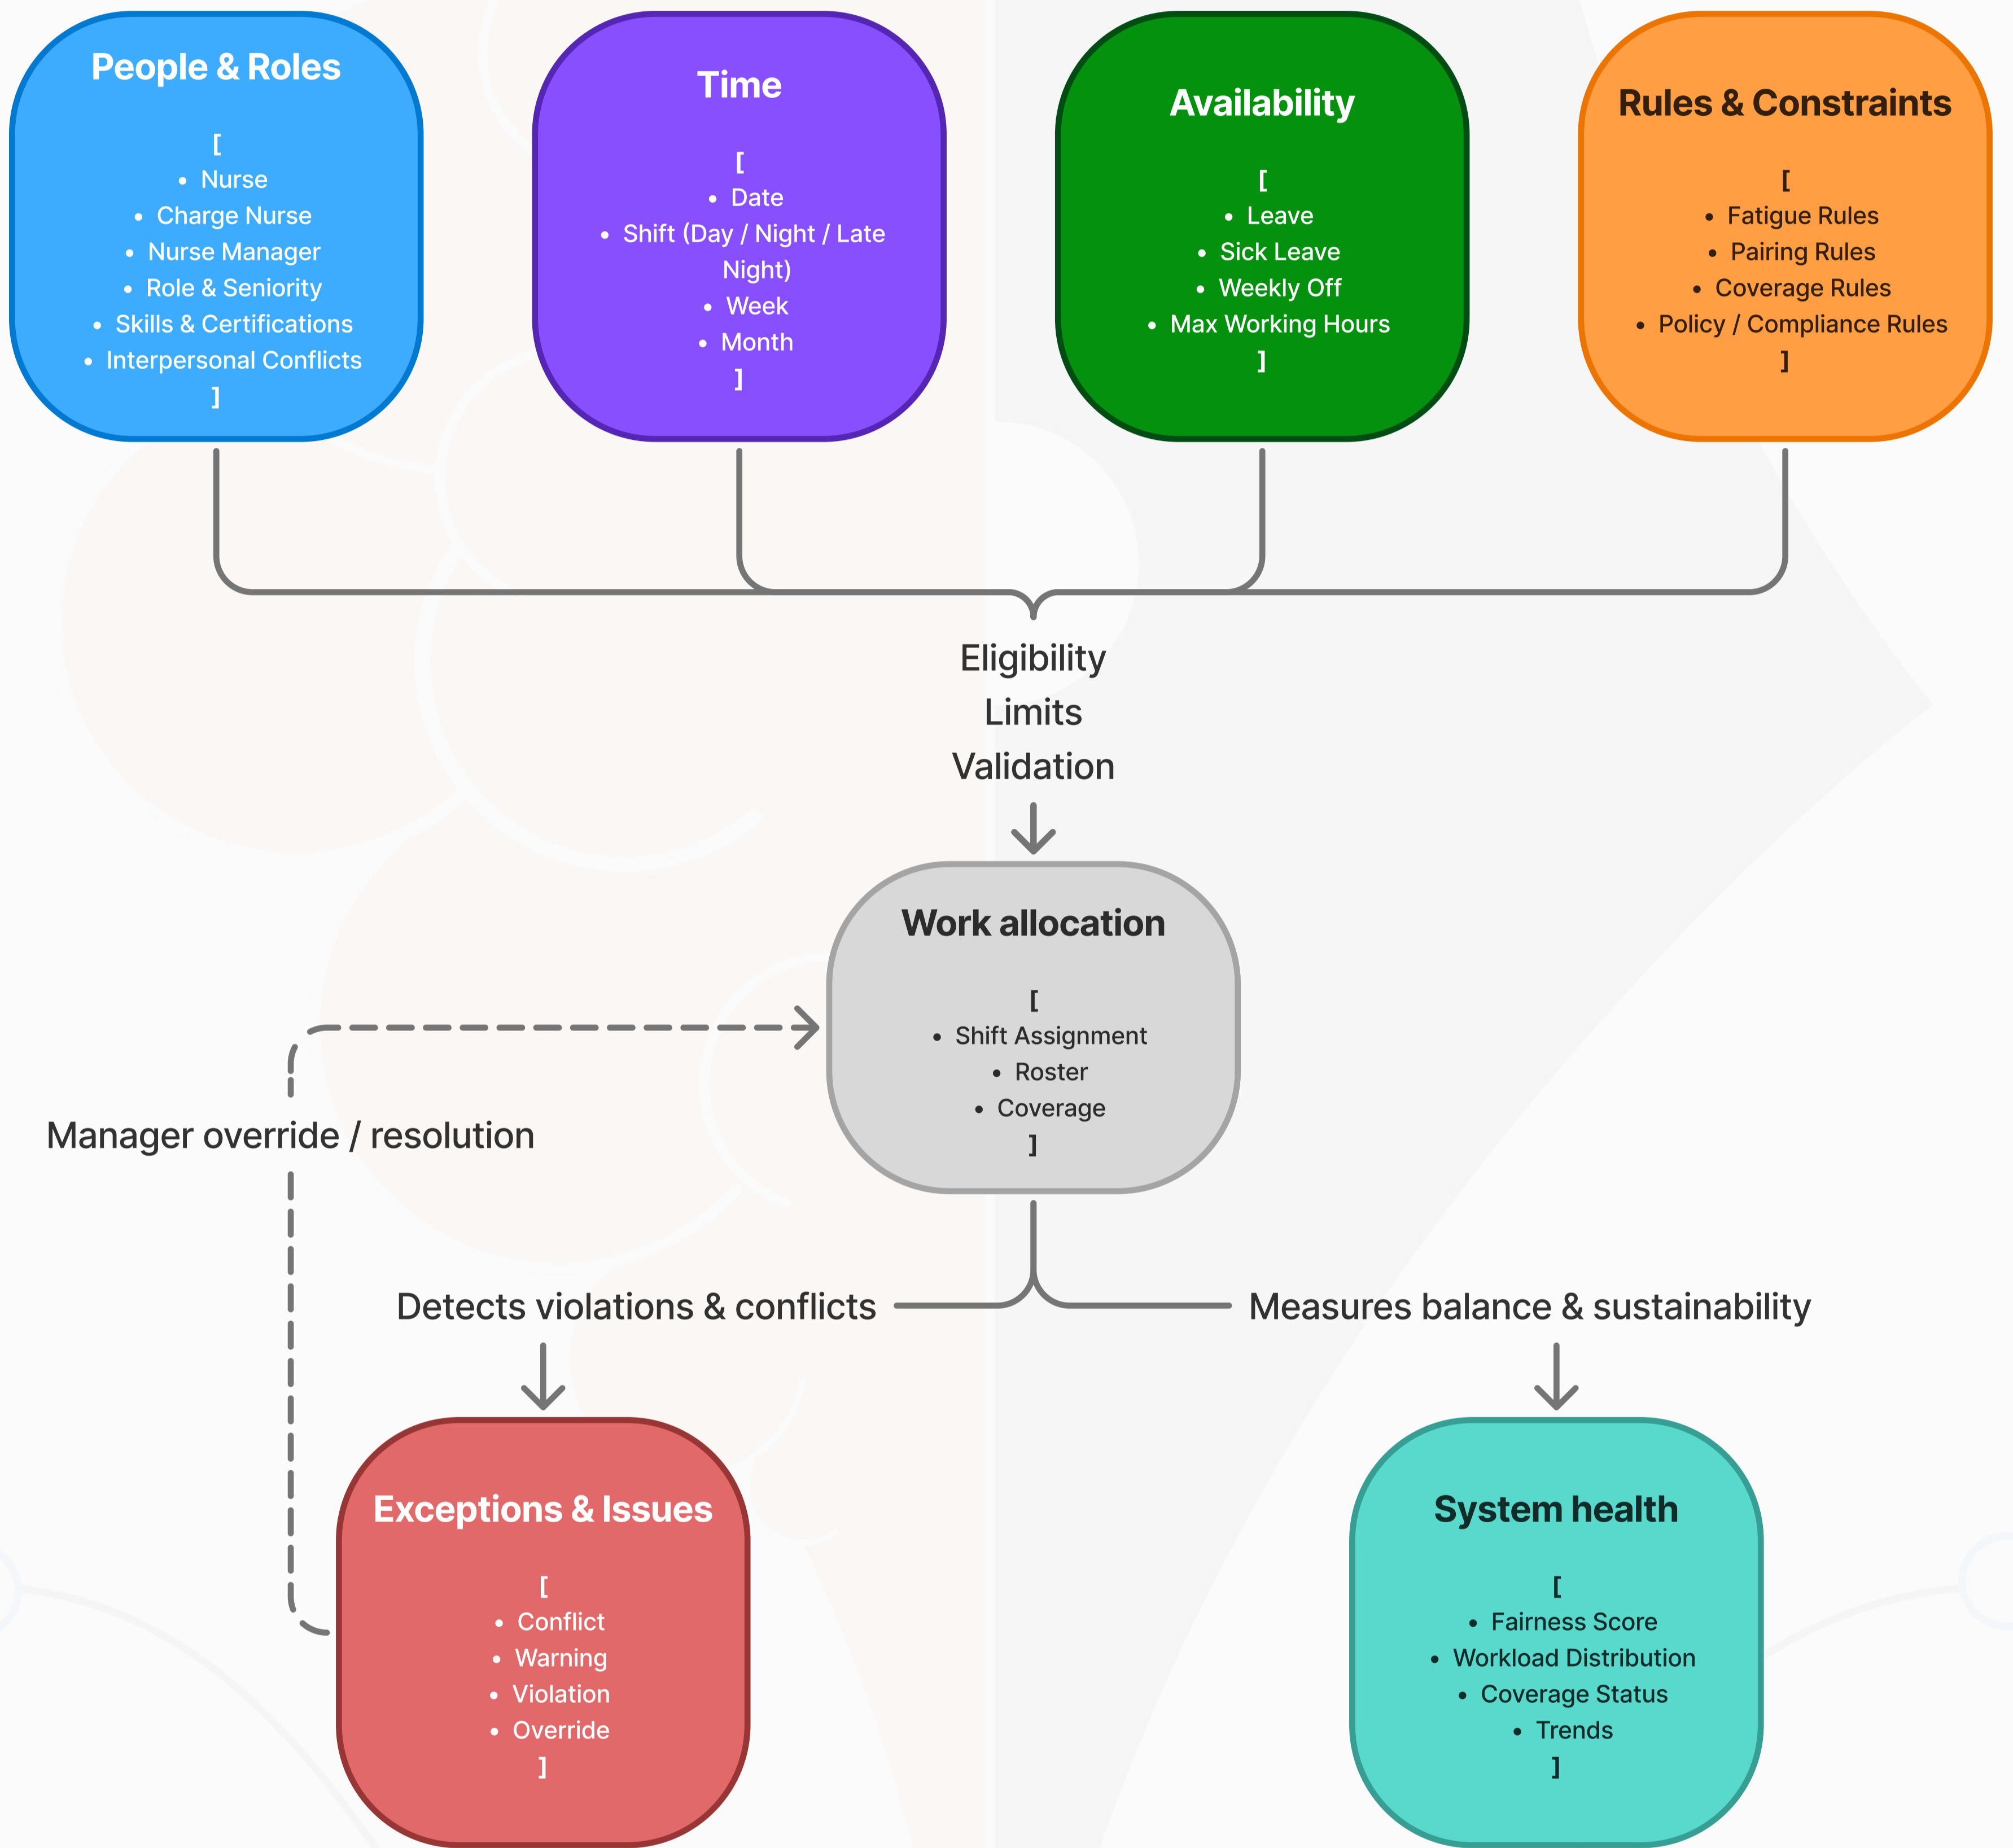 People & Roles
[
• Nurse
• Charge Nurse
• Nurse Manager
• Role & Seniority
• Skills & Certifications
• Interpersonal Conflicts
]
Time
[
• Date
• Shift (Day / Night / Late
Night)
• Week
• Month
]
Availability
[
• Leave
• Sick Leave
• Weekly Off
• Max Working Hours
]
Rules & Constraints
[
• Fatigue Rules
• Pairing Rules
• Coverage Rules
• Policy / Compliance Rules
]
Eligibility
Limits
Validation
Work allocation
[
• Shift Assignment
• Roster
• Coverage
]
Manager override / resolution
Detects violations & conflicts
Measures balance & sustainability
Exceptions & Issues
[
• Conflict
• Warning
• Violation
• Override
]
System health
[
• Fairness Score
• Workload Distribution
• Coverage Status
• Trends
]